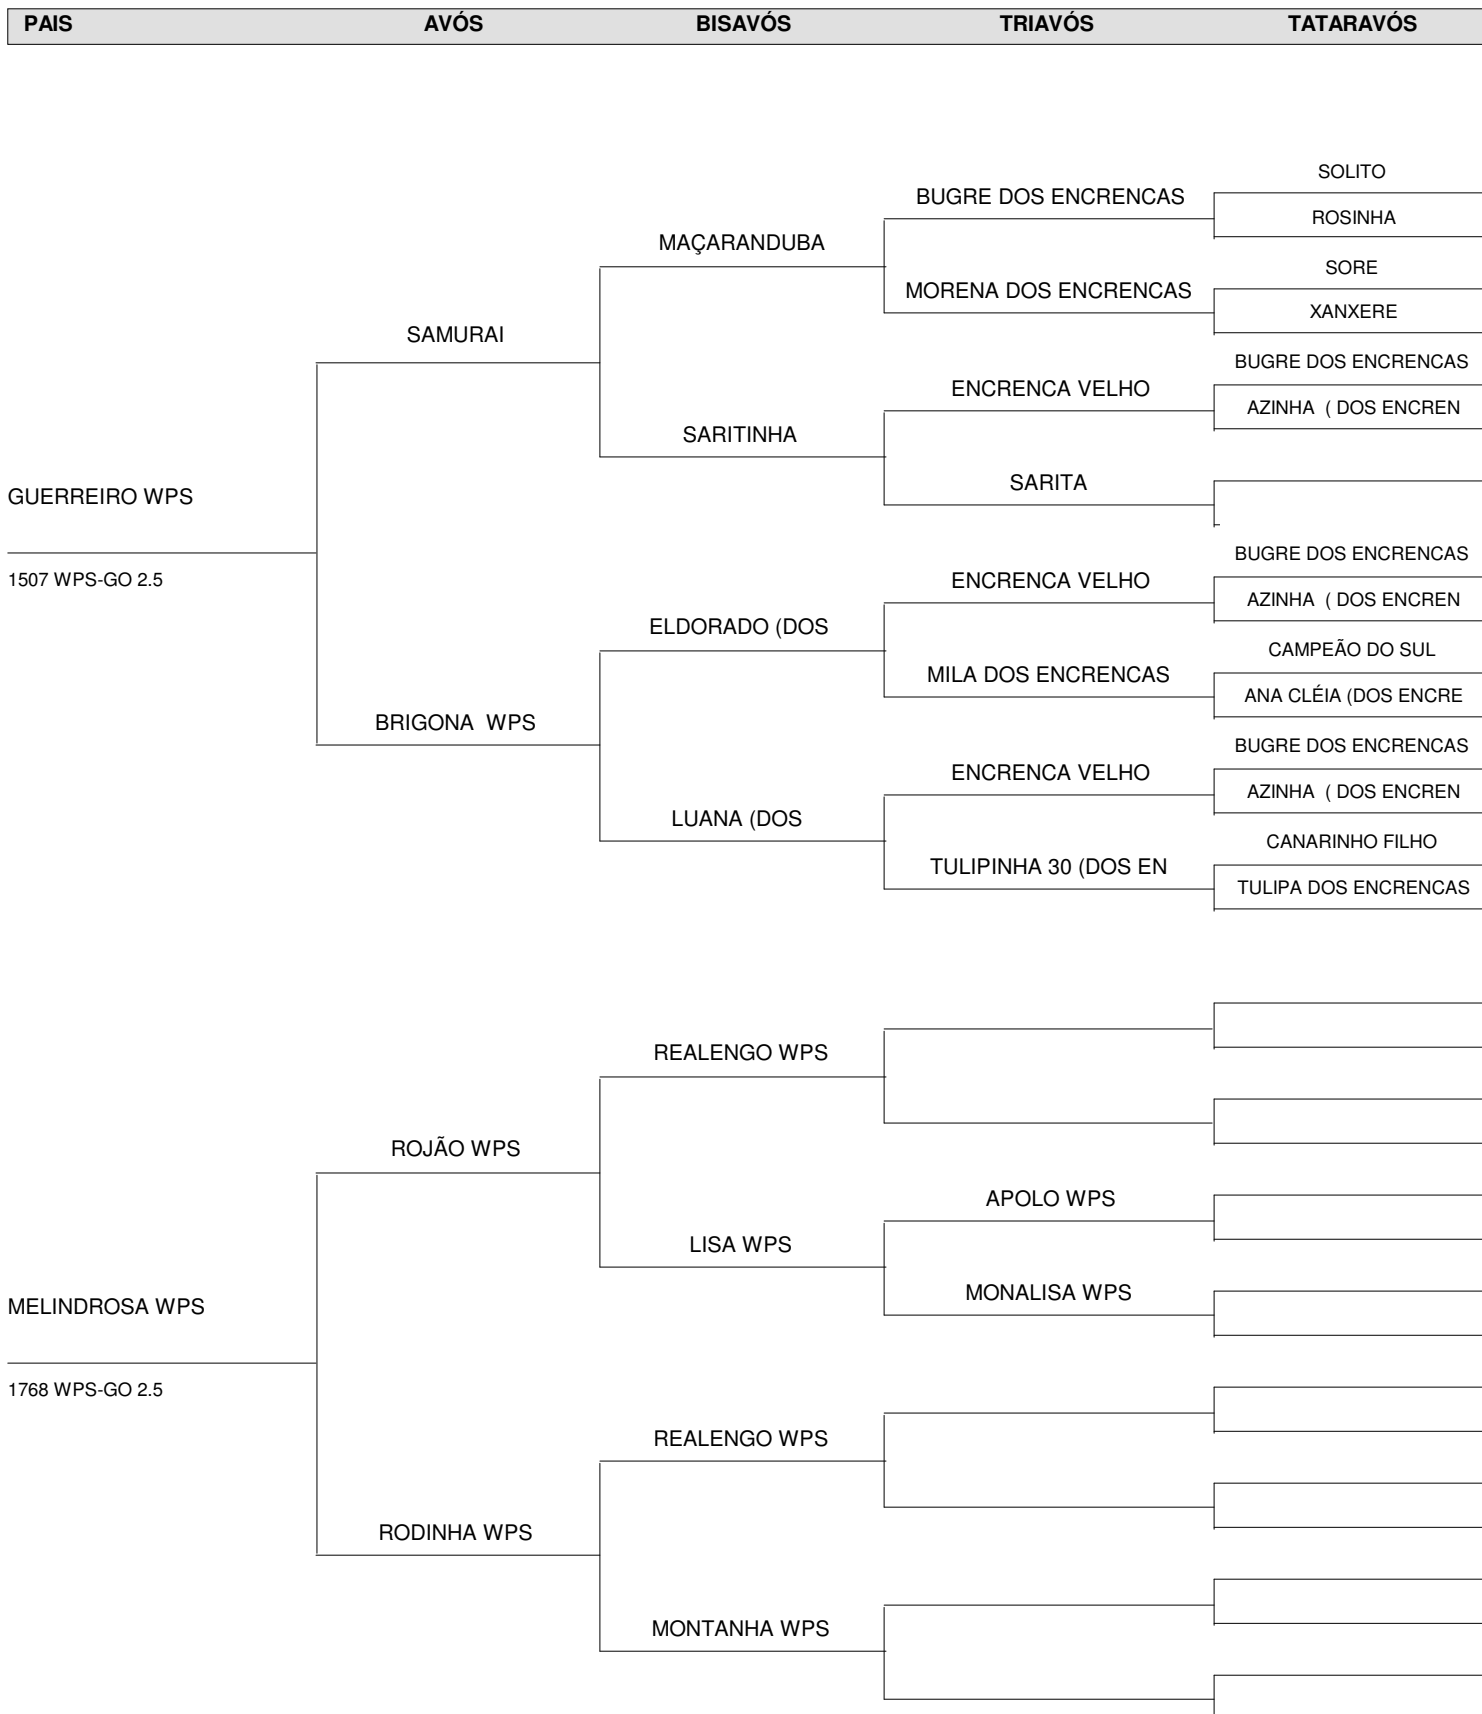 PAIS AVÓS BISAVÓS TRIAVÓS TATARAVÓS
SOLITO
BUGRE DOS ENCRENCAS
ROSINHA
MAÇARANDUBA
SORE
MORENA DOS ENCRENCAS
XANXERE
SAMURAI
BUGRE DOS ENCRENCAS
ENCRENCA VELHO
AZINHA ( DOS ENCREN
SARITINHA
SARITA
GUERREIRO WPS
BUGRE DOS ENCRENCAS
1507 WPS-GO 2.5
ENCRENCA VELHO
AZINHA ( DOS ENCREN
ELDORADO (DOS
CAMPEÃO DO SUL
MILA DOS ENCRENCAS
ANA CLÉIA (DOS ENCRE
BRIGONA WPS
BUGRE DOS ENCRENCAS
ENCRENCA VELHO
AZINHA ( DOS ENCREN
LUANA (DOS
CANARINHO FILHO
TULIPINHA 30 (DOS EN
TULIPA DOS ENCRENCAS
REALENGO WPS
ROJÃO WPS
APOLO WPS
LISA WPS
MONALISA WPS
MELINDROSA WPS
1768 WPS-GO 2.5
REALENGO WPS
RODINHA WPS
MONTANHA WPS